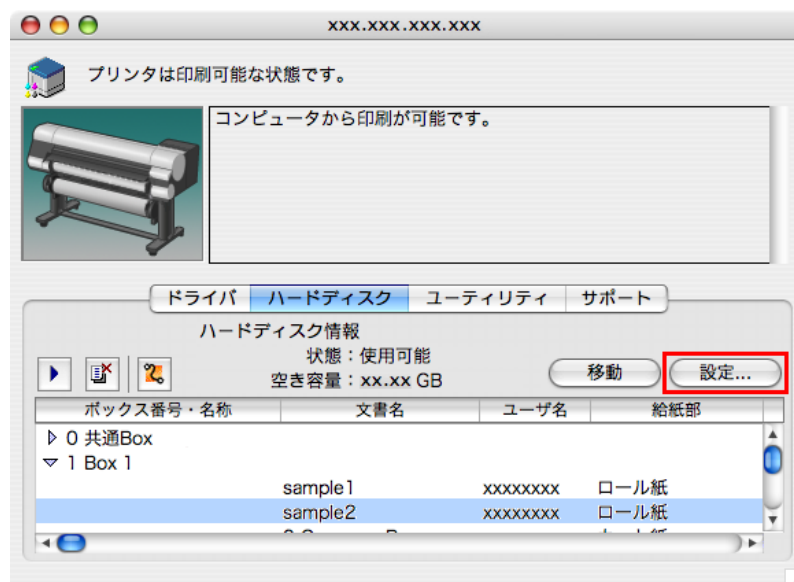 xxx.xxx.xxx.xxx
プリンタは印刷可能な状態です。
コンピュータから印刷が可能です。
ドライバ ハードディスク ユーティリティ サポート
ハードディスク情報
状態：使用可能
空き容量：xx.xx GB
移動 設定...
ボックス番号・名称 文書名 ユーザ名 給紙部
0 共通Box
1 Box 1
sample1 xxxxxxxx ロール紙
sample2 xxxxxxxx ロール紙